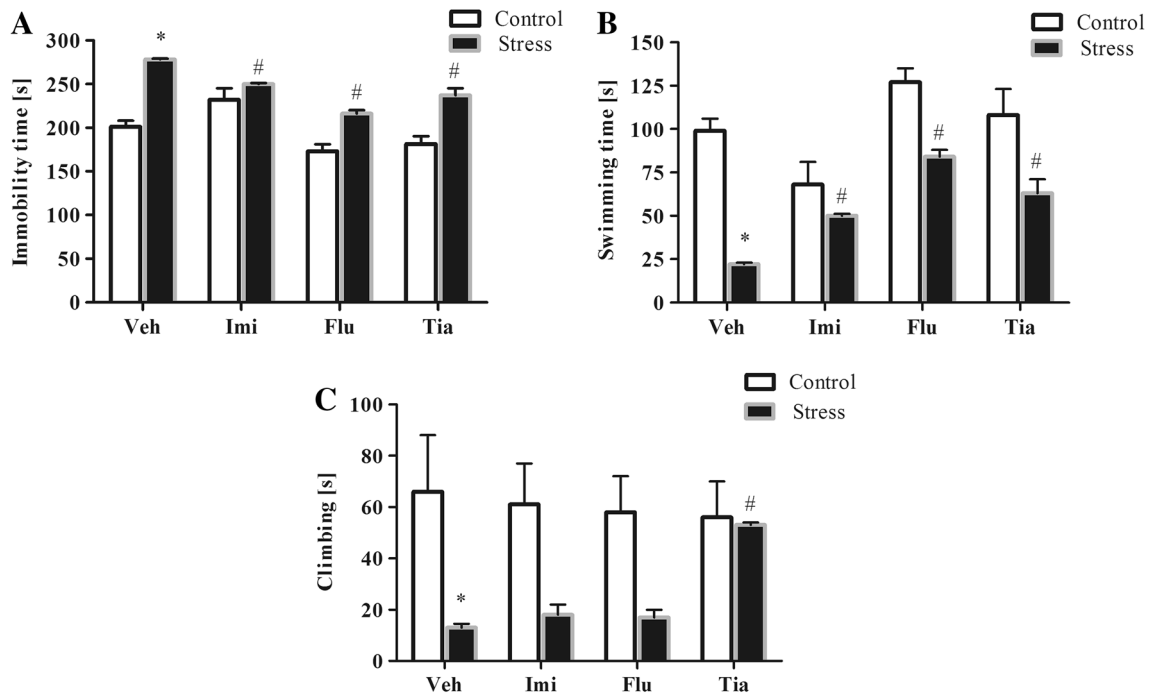 A
Control
Stress
Immobility time [s]
300
250
200
150
100
50
0
*
#
#
#
Veh Imi Flu Tia
B
Control
Stress
Swimming time [s]
150
125
100
75
50
25
0
*
#
#
#
Veh Imi Flu Tia
C
Control
Stress
Climbing [s]
100
80
60
40
20
0
*
#
Veh Imi Flu Tia